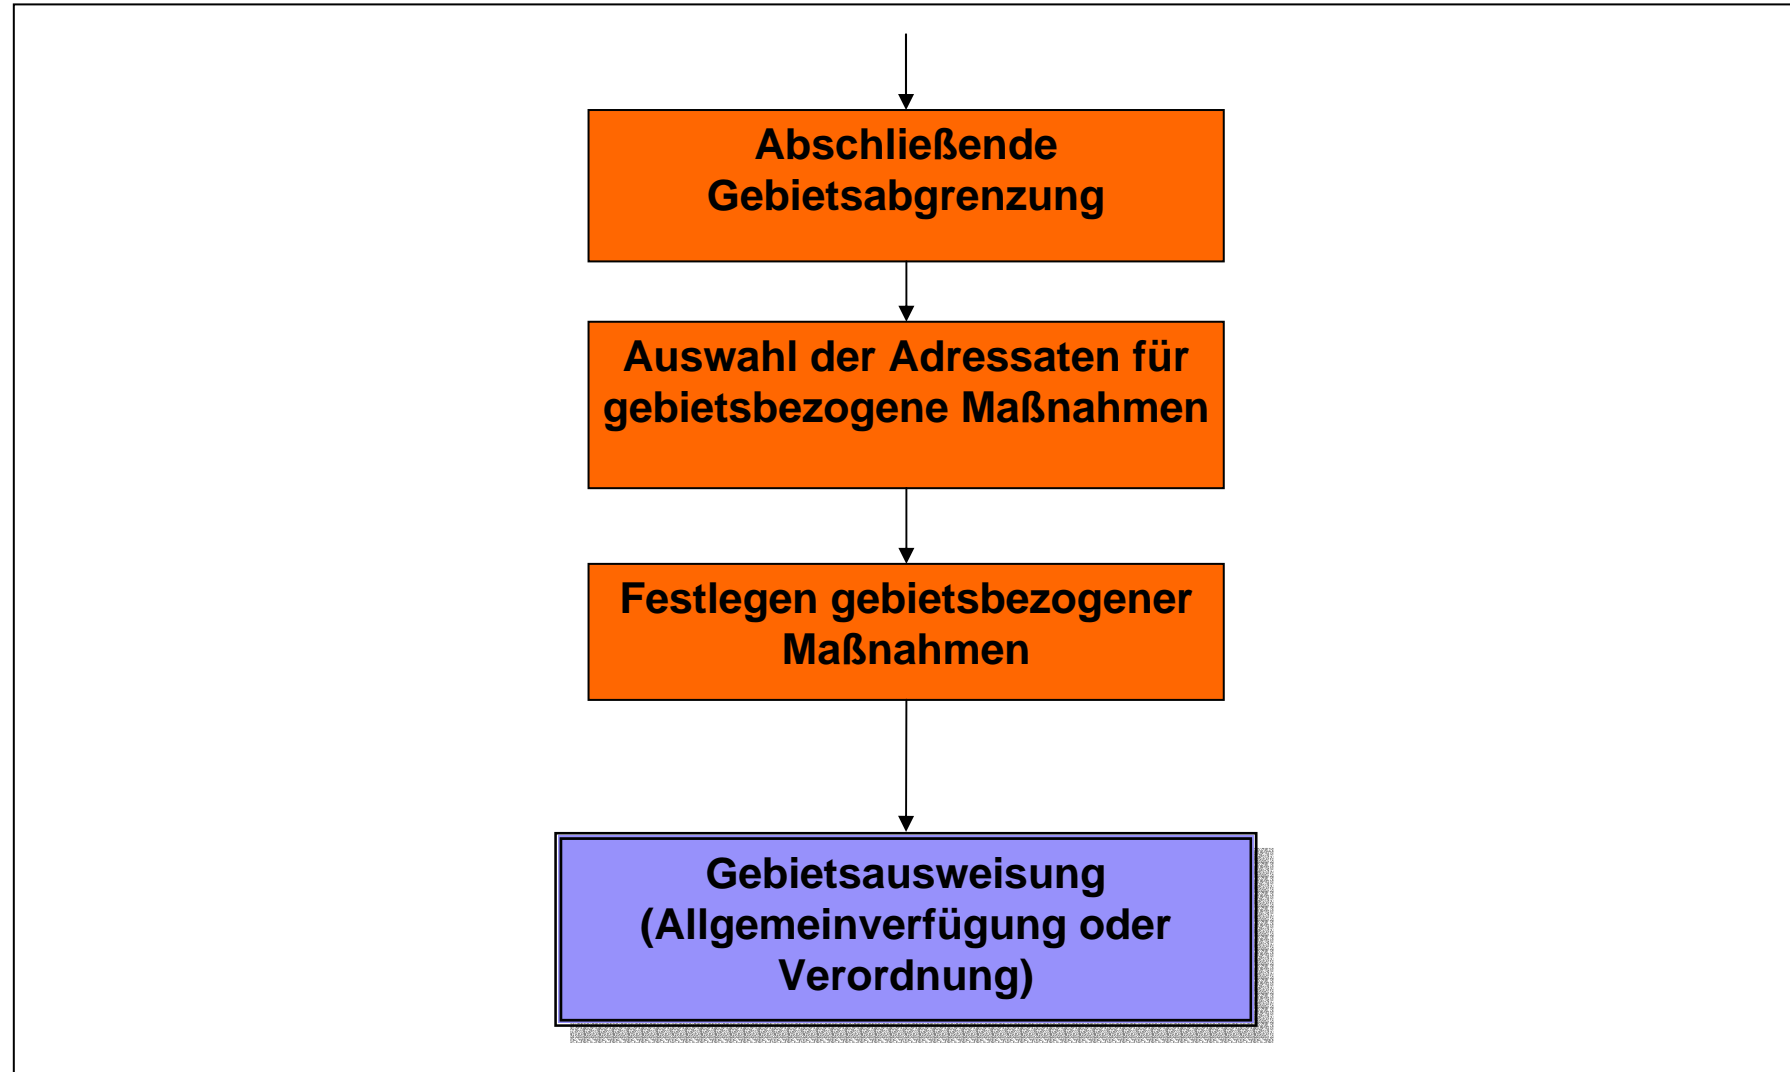 Abschließende
Gebietsabgrenzung
Auswahl der Adressaten für
gebietsbezogene Maßnahmen
Festlegen gebietsbezogener
Maßnahmen
Gebietsausweisung
(Allgemeinverfügung oder
Verordnung)